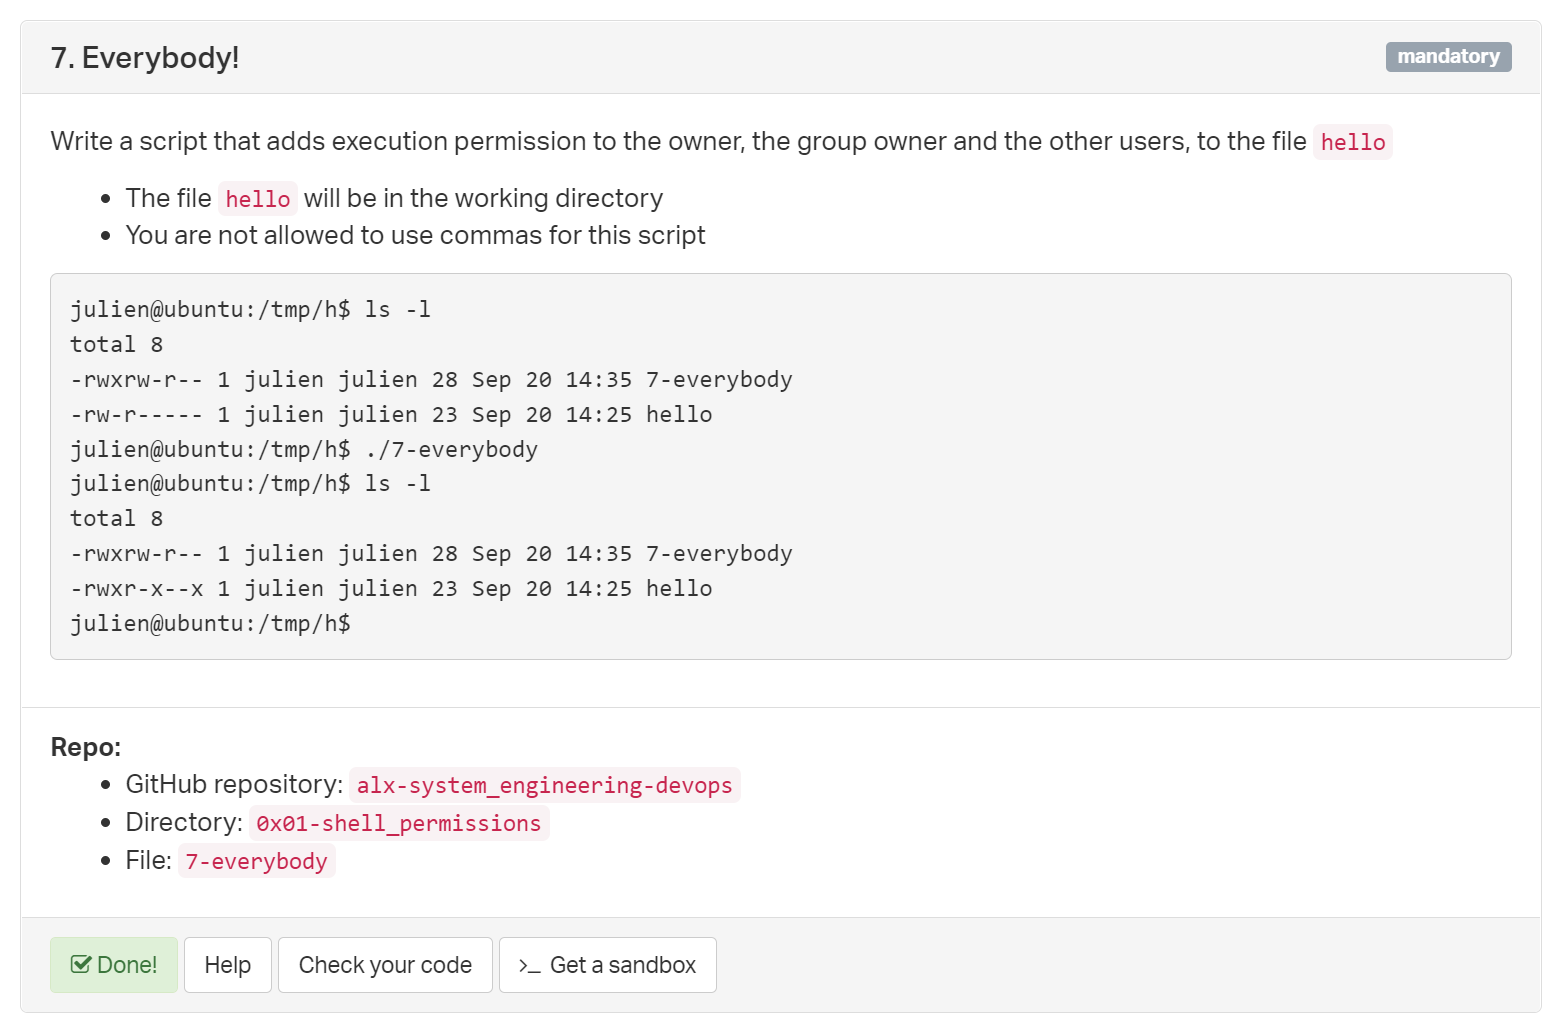 7. Everybody!
mandatory
Write a script that adds execution permission to the owner, the group owner and the other users, to the file hello
The file hello will be in the working directory
You are not allowed to use commas for this script
julien@ubuntu:/tmp/h$ ls -l
total 8
-rwxrw-r-- 1 julien julien 28 Sep 20 14:35 7-everybody
-rw-r----- 1 julien julien 23 Sep 20 14:25 hello
julien@ubuntu:/tmp/h$ ./7-everybody
julien@ubuntu:/tmp/h$ ls -l
total 8
-rwxrw-r-- 1 julien julien 28 Sep 20 14:35 7-everybody
-rwxr-x--x 1 julien julien 23 Sep 20 14:25 hello
julien@ubuntu:/tmp/h$
Repo:
GitHub repository: alx-system_engineering-devops
Directory: 0x01-shell_permissions
File: 7-everybody
Done! Help Check your code >_ Get a sandbox